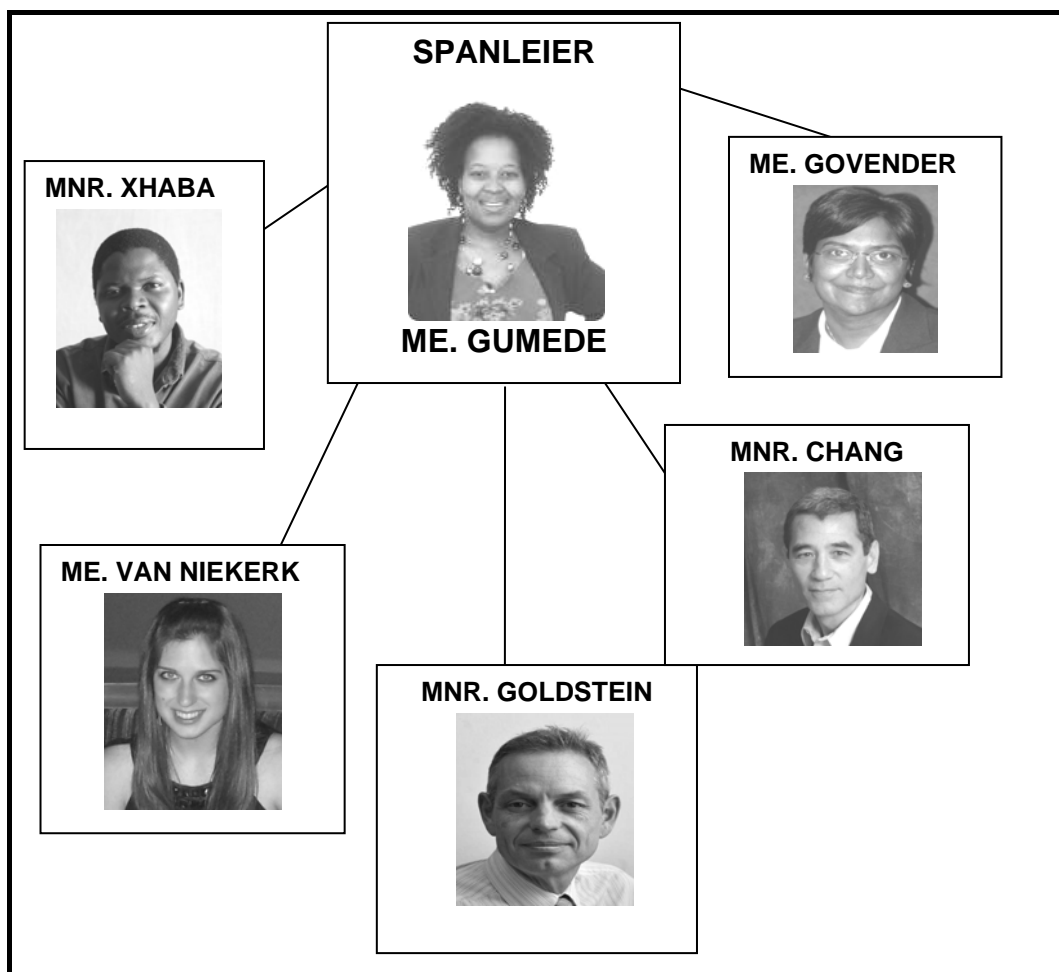 SPANLEIER
ME. GUMEDE
MNR. XHABA
ME. GOVENDER
MNR. CHANG
ME. VAN NIEKERK
MNR. GOLDSTEIN